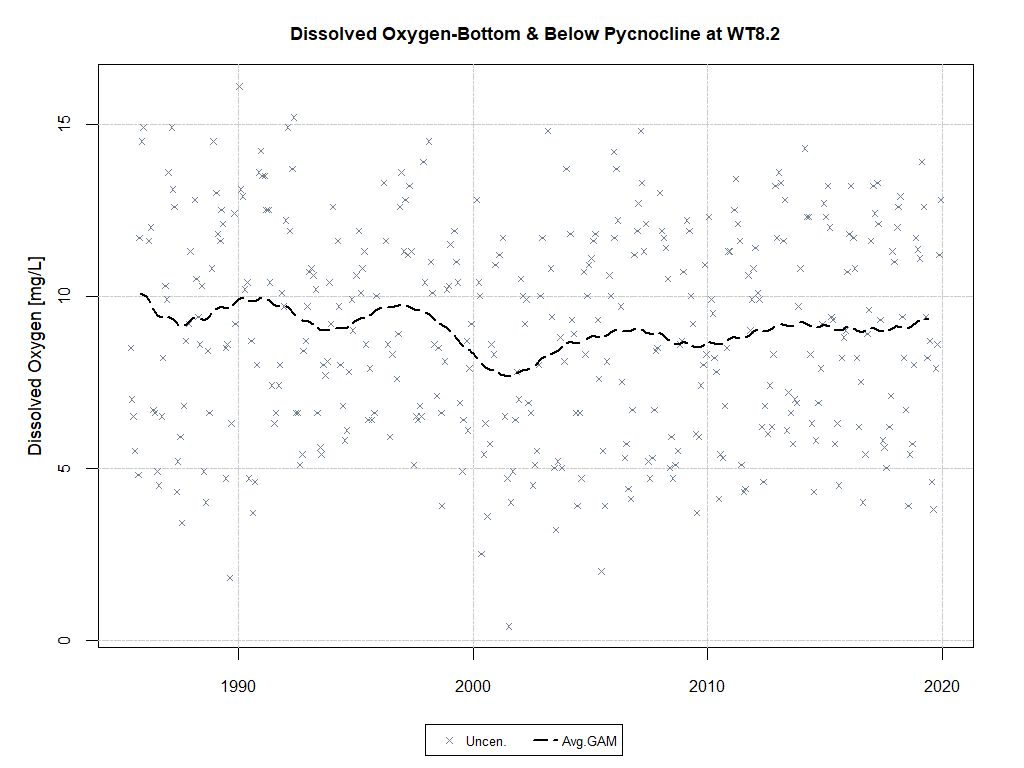 Dissolved Oxygen-Bottom & Below Pycnocline at WT8.2
Dissolved Oxygen [mg/L]
15
10
5
0
1990 2000 2010 2020
Uncen. Avg.GAM